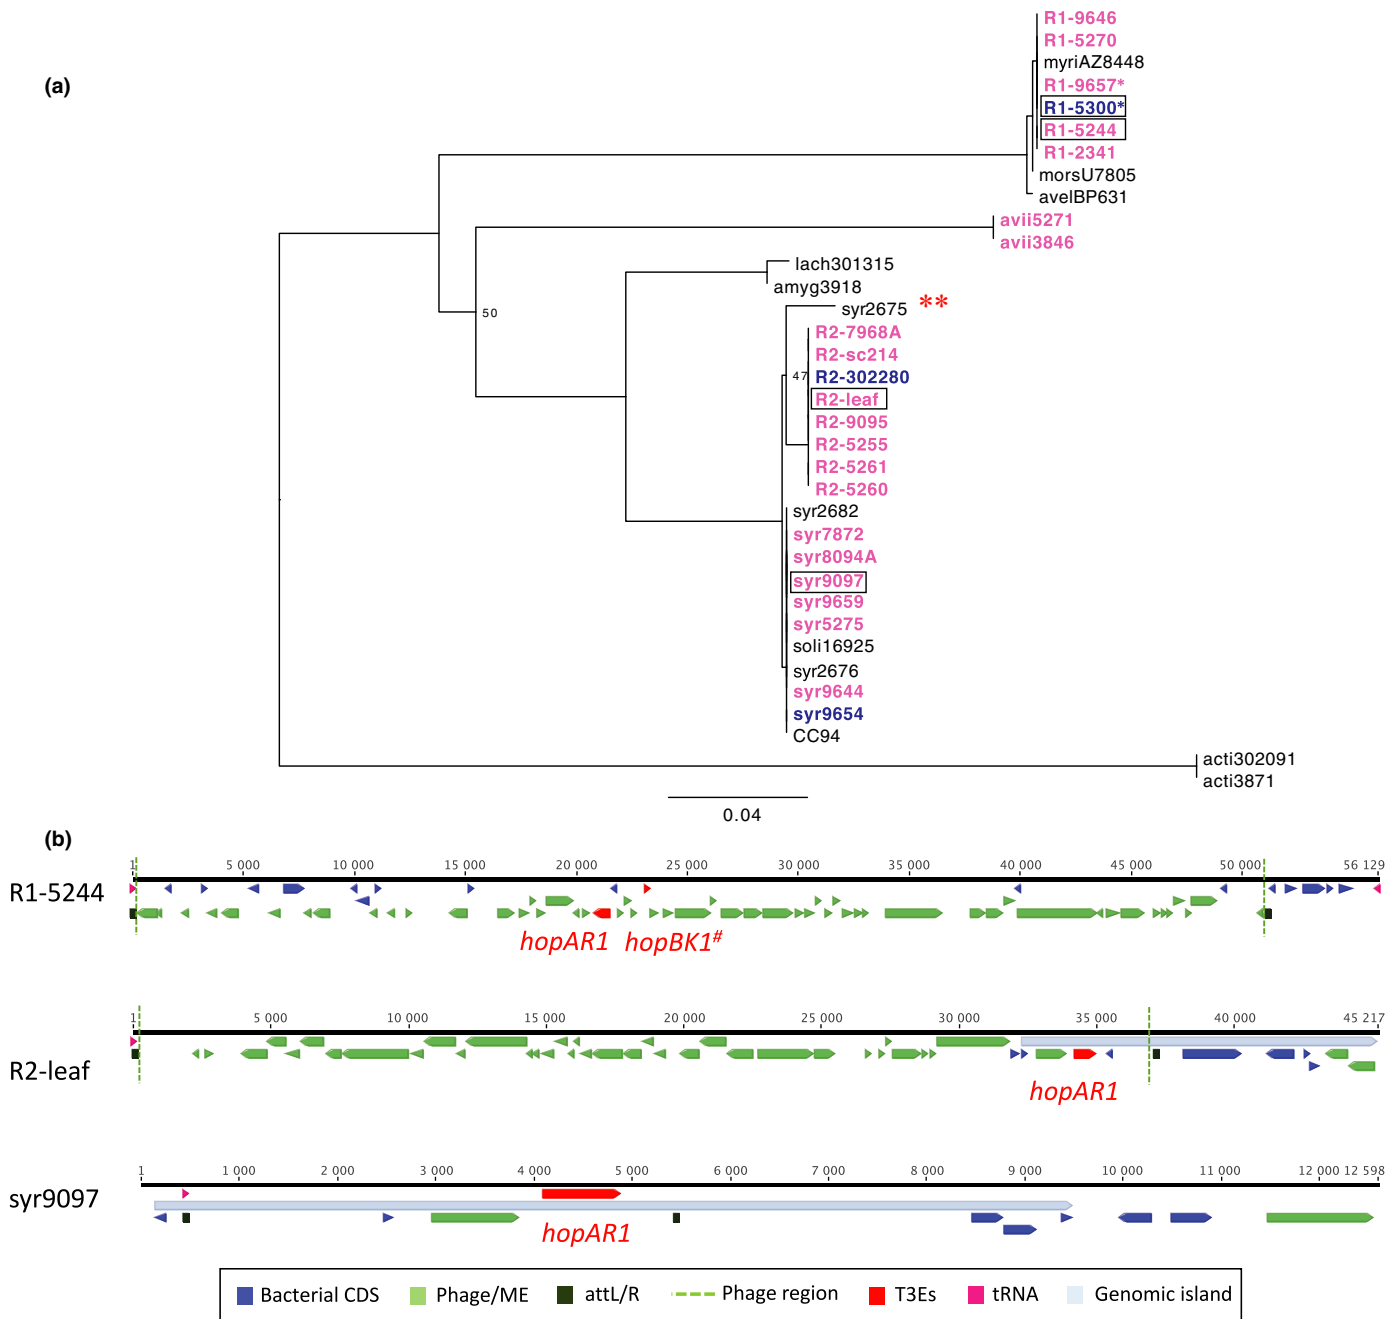 (a)
R1-9646
R1-5270
myriAZ8448
R1-9657*
R1-5300*
R1-5244
R1-2341
morsU7805
avelBP631
avii5271
avii3846
lach301315
amyg3918
syr2675 **
R2-7968A
R2-sc214
R2-302280
R2-leaf
R2-9095
R2-5255
R2-5261
R2-5260
syr2682
syr7872
syr8094A
syr9097
syr9659
syr5275
soli16925
syr2676
syr9644
syr9654
CC94
acti302091
acti3871
50
47
0.04
(b)
1 5 000 10 000 15 000 20 000 25 000 30 000 35 000 40 000 45 000 50 000 56 129
R1-5244
hopAR1 hopBK1#
1 5 000 10 000 15 000 20 000 25 000 30 000 35 000 40 000 45 217
R2-leaf
hopAR1
1 1 000 2 000 3 000 4 000 5 000 6 000 7 000 8 000 9 000 10 000 11 000 12 000 12 598
syr9097
hopAR1
Bacterial CDS Phage/ME attL/R Phage region T3Es tRNA Genomic island